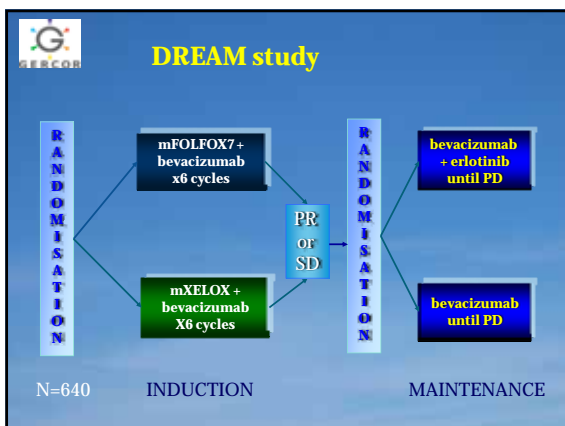 GERCOR
DREAM study
RANDOMISATION
mFOLFOX7 +
bevacizumab
x6 cycles
mXELOX +
bevacizumab
X6 cycles
PR
or
SD
RANDOMISATION
bevacizumab
+ erlotinib
until PD
bevacizumab
until PD
N=640
INDUCTION
MAINTENANCE